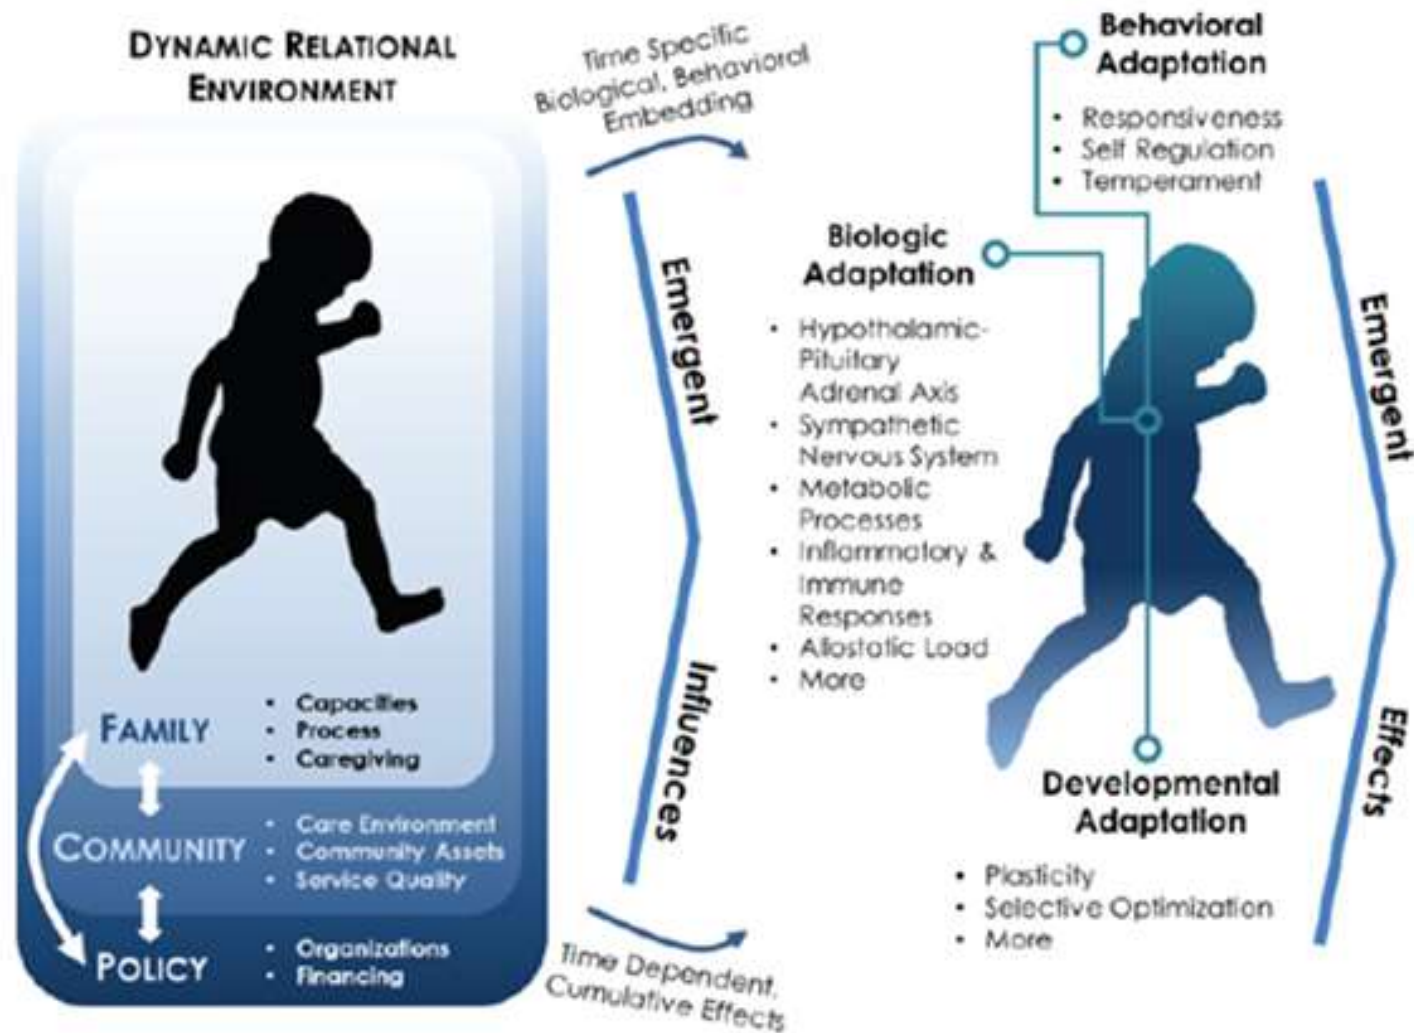 DYNAMIC RELATIONAL
ENVIRONMENT
FAMILY
• Capacities
• Process
• Caregiving
COMMUNITY
• Care Environment
• Community Assets
• Service Quality
POLICY
• Organizations
• Financing
Time Specific
Biological, Behavioral
Embedding
Emergent
Influences
Time Dependent,
Cumulative Effects
Behavioral
Adaptation
• Responsiveness
• Self Regulation
• Temperament
Biologic
Adaptation
• Hypothalamic-
Pituitary
Adrenal Axis
• Sympathetic
Nervous System
• Metabolic
Processes
• Inflammatory &
Immune
Responses
• Allostatic Load
• More
Developmental
Adaptation
• Plasticity
• Selective Optimization
• More
Emergent
Effects